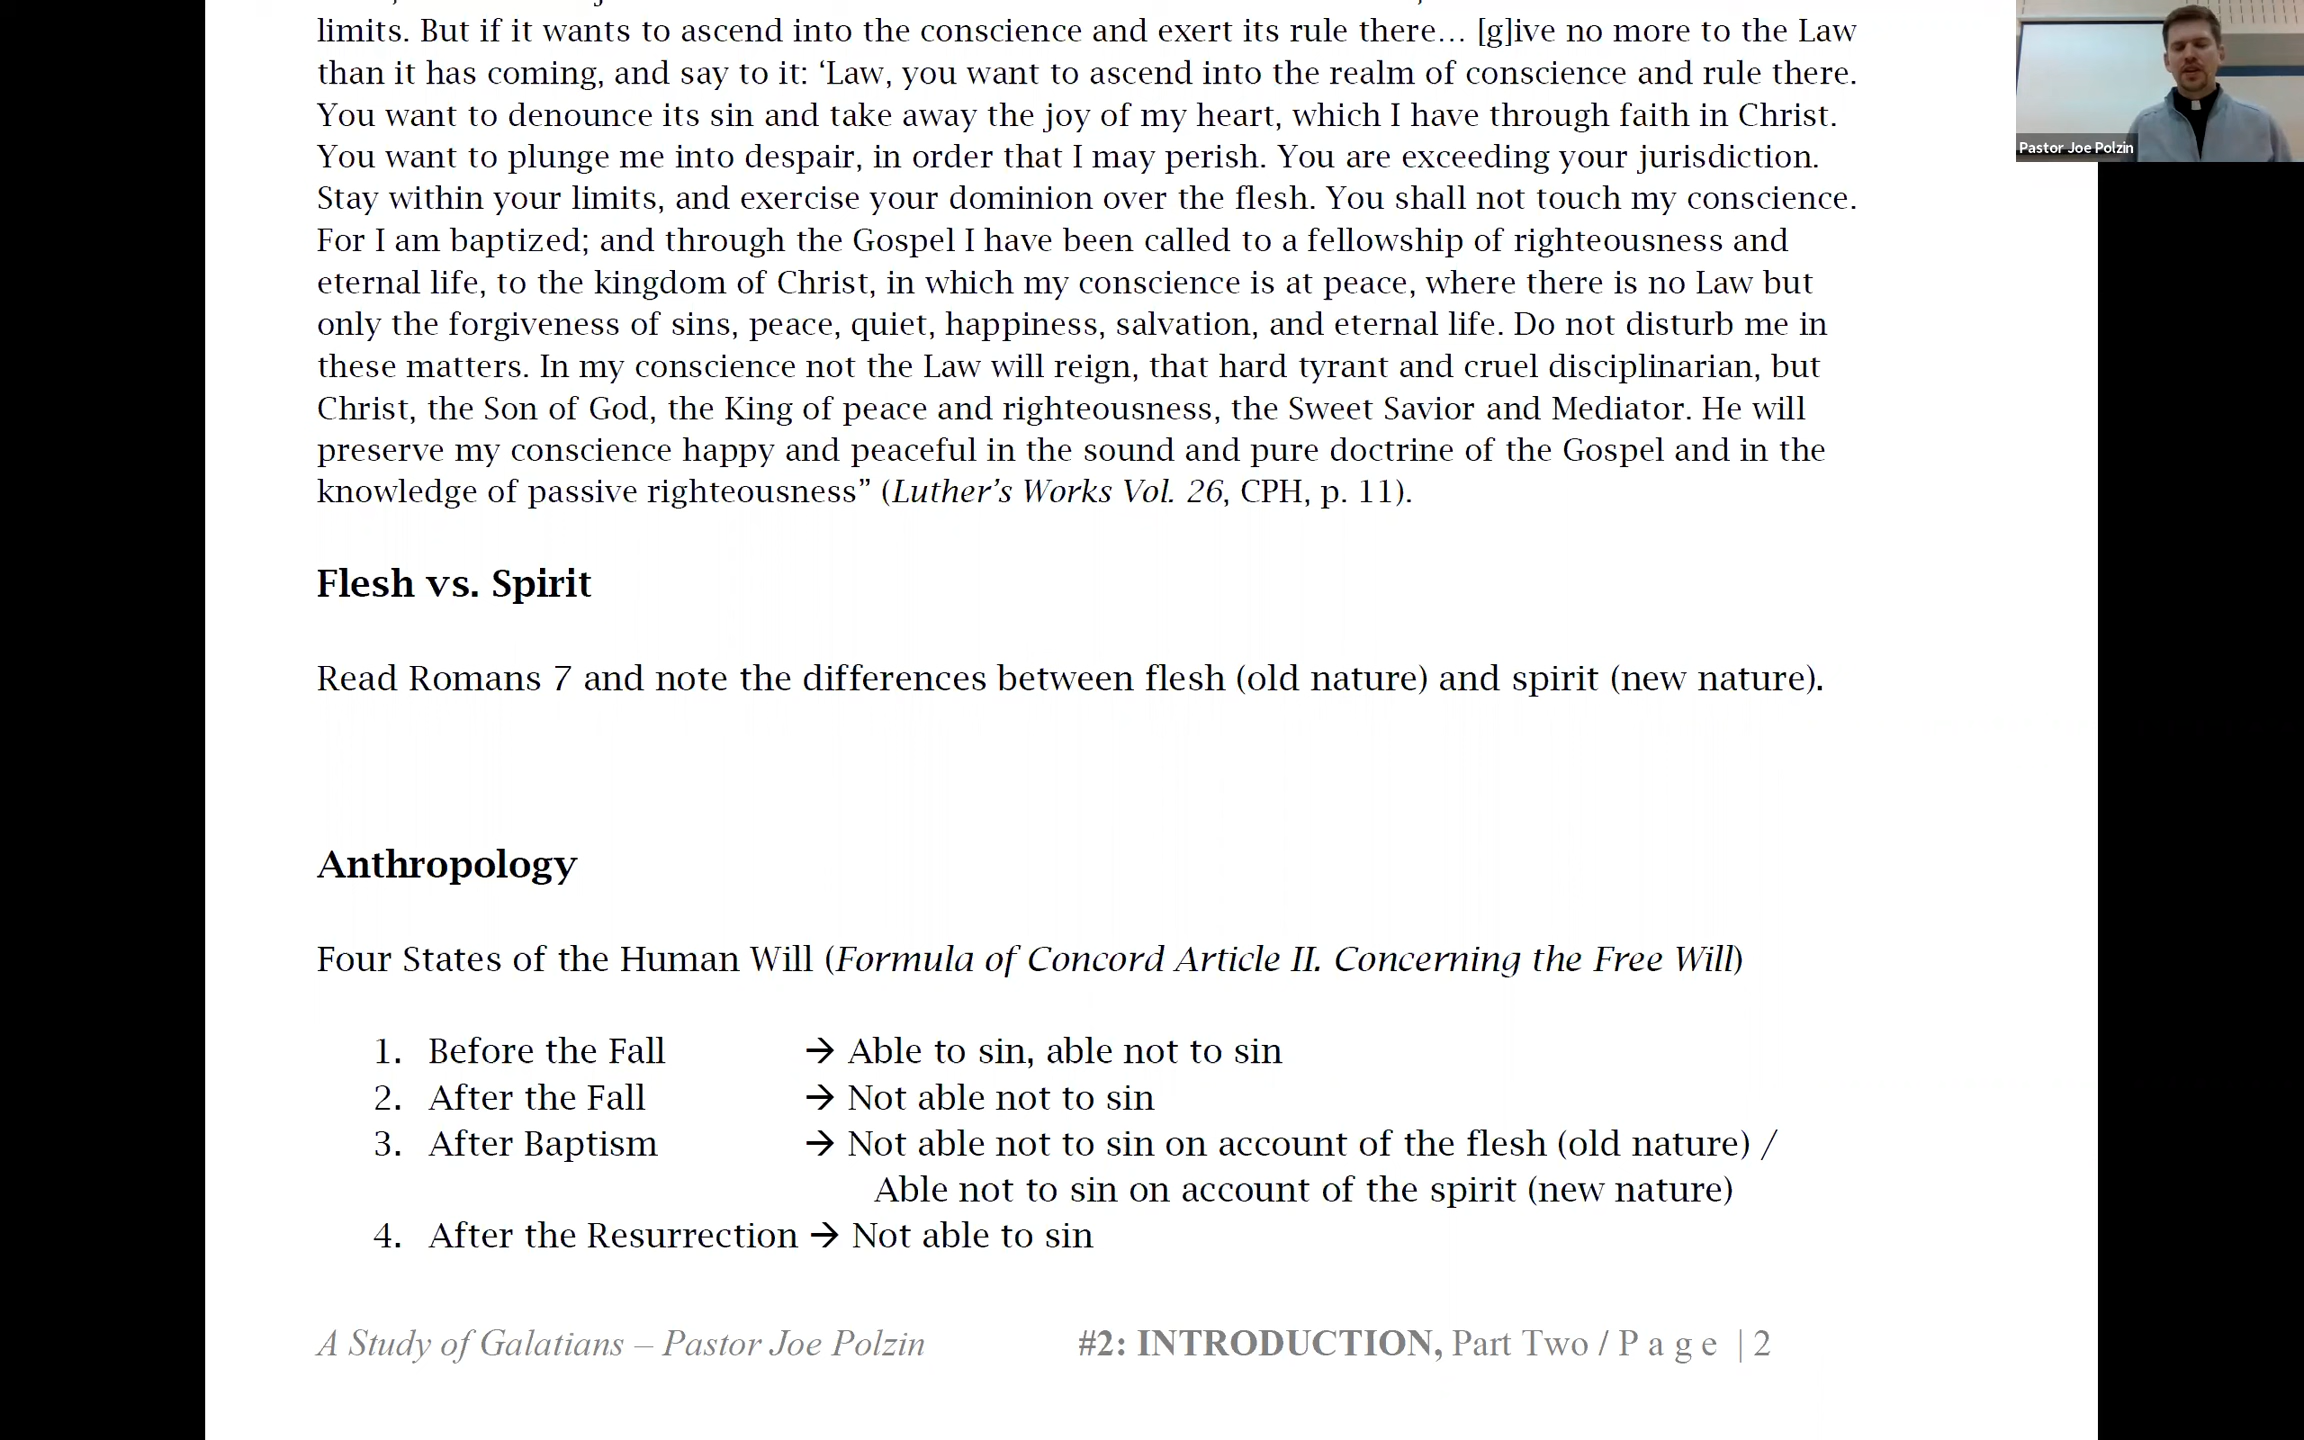 limits. But if it wants to ascend into the conscience and exert its rule there… [g]ive no more to the Law
than it has coming, and say to it: ‘Law, you want to ascend into the realm of conscience and rule there.
You want to denounce its sin and take away the joy of my heart, which I have through faith in Christ.
You want to plunge me into despair, in order that I may perish. You are exceeding your jurisdiction.
Stay within your limits, and exercise your dominion over the flesh. You shall not touch my conscience.
For I am baptized; and through the Gospel I have been called to a fellowship of righteousness and
eternal life, to the kingdom of Christ, in which my conscience is at peace, where there is no Law but
only the forgiveness of sins, peace, quiet, happiness, salvation, and eternal life. Do not disturb me in
these matters. In my conscience not the Law will reign, that hard tyrant and cruel disciplinarian, but
Christ, the Son of God, the King of peace and righteousness, the Sweet Savior and Mediator. He will
preserve my conscience happy and peaceful in the sound and pure doctrine of the Gospel and in the
knowledge of passive righteousness” (Luther’s Works Vol. 26, CPH, p. 11).
Flesh vs. Spirit
Read Romans 7 and note the differences between flesh (old nature) and spirit (new nature).
Anthropology
Four States of the Human Will (Formula of Concord Article II. Concerning the Free Will)
1. Before the Fall → Able to sin, able not to sin
2. After the Fall → Not able not to sin
3. After Baptism → Not able not to sin on account of the flesh (old nature) /
Able not to sin on account of the spirit (new nature)
4. After the Resurrection → Not able to sin
A Study of Galatians – Pastor Joe Polzin #2: INTRODUCTION, Part Two / P a g e | 2
Pastor Joe Polzin